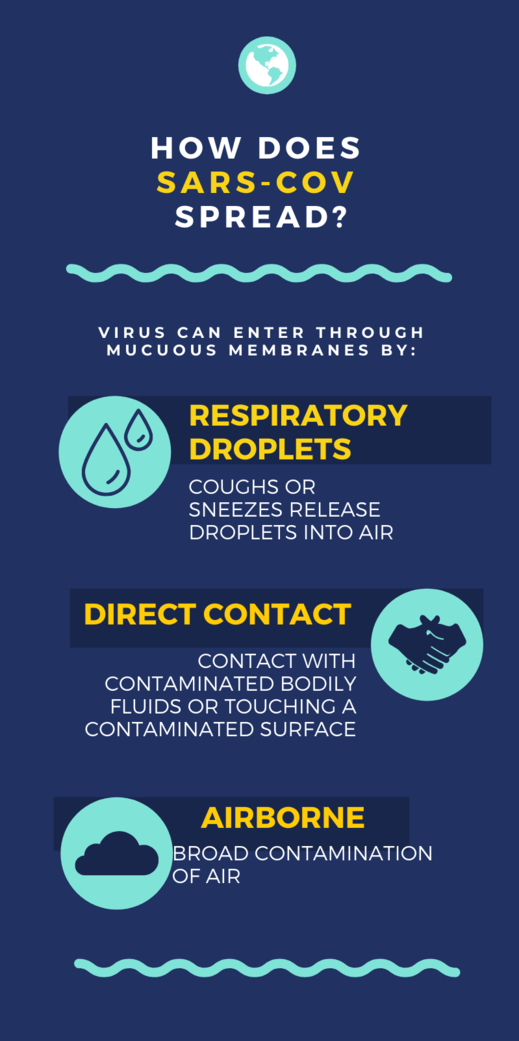 HOW DOES
SARS-COV
SPREAD?
VIRUS CAN ENTER THROUGH
MUCUOUS MEMBRANES BY:
RESPIRATORY
DROPLETS
COUGHS OR
SNEEZES RELEASE
DROPLETS INTO AIR
DIRECT CONTACT
CONTACT WITH
CONTAMINATED BODILY
FLUIDS OR TOUCHING A
CONTAMINATED SURFACE
AIRBORNE
BROAD CONTAMINATION
OF AIR